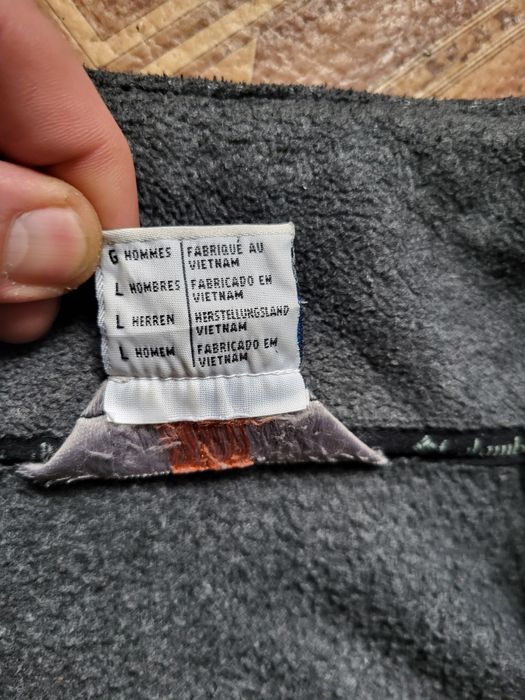 G HOMMES FABRIQUÉ AU
VIETNAM
L HOMBRES FABRICADO EN
VIETNAM
L HERREN HERSTELLUNGSLAND
VIETNAM
L HOMEM FABRICADO EM
VIETNAM